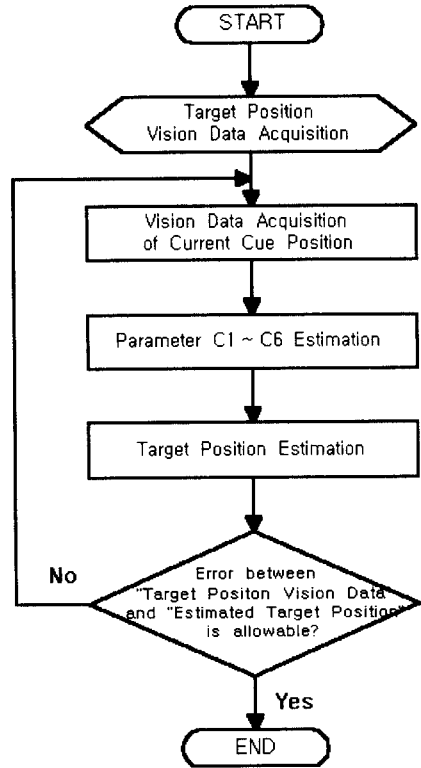 START
Target Position
Vision Data Acquisition
Vision Data Acquisition
of Current Cue Position
Parameter C1 ~ C6 Estimation
Target Position Estimation
No
Error between
"Target Positon Vision Data
and "Estimated Target Position"
is allowable?
Yes
END